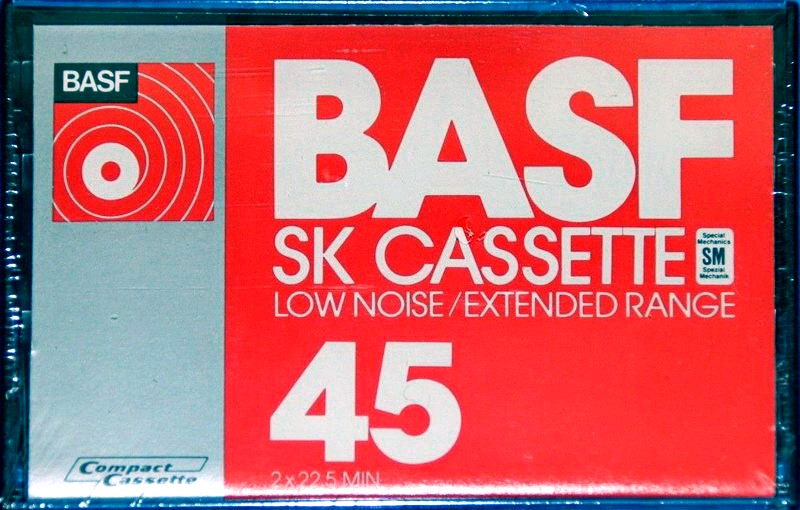 BASF
BASF
SK CASSETTE
Special
Mechanics
SM
Spezial
Mechanik
LOW NOISE/EXTENDED RANGE
45
2 x 22.5 MIN
Compact
Cassette